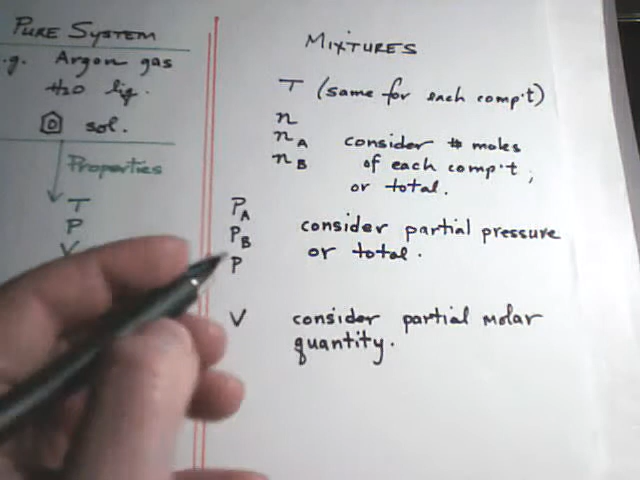 PURE SYSTEM
.g. Argon gas
H2O liq.
sol.
Properties
T
P
V
MIXTURES
T (same for each comp't)
n
nA consider # moles
nB of each comp't,
or total.
PA
PB consider partial pressure
P or total.
V consider partial molar
quantity.